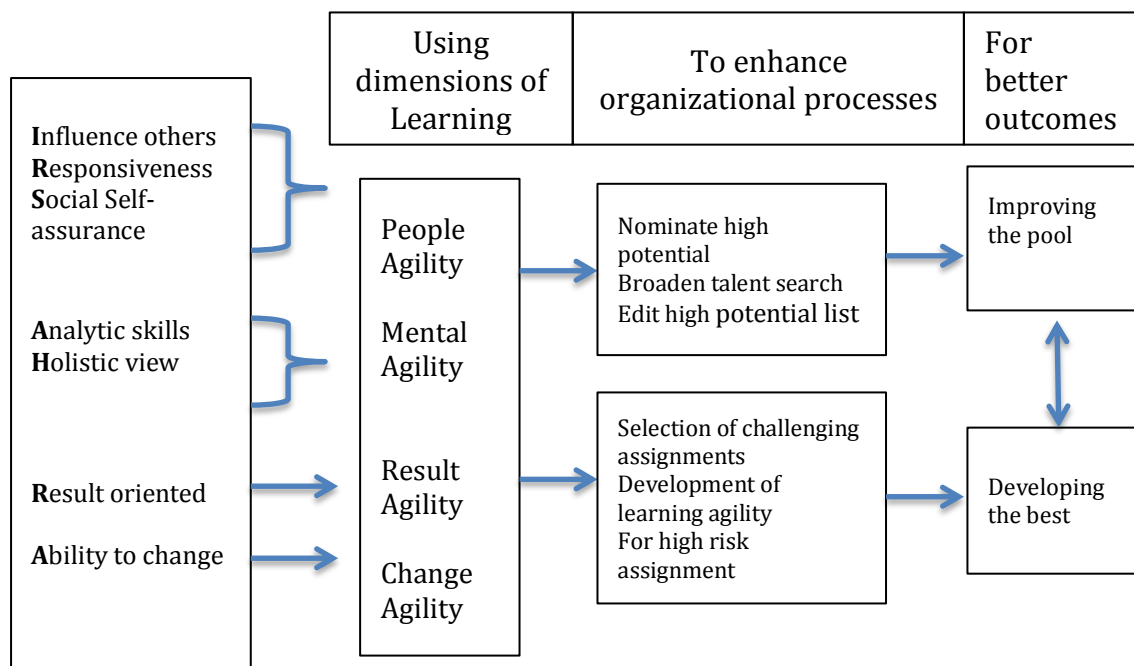 Using
dimensions of
Learning
To enhance
organizational processes
For
better
outcomes
Influence others
Responsiveness
Social Self-
assurance
Analytic skills
Holistic view
Result oriented
Ability to change
People
Agility
Mental
Agility
Result
Agility
Change
Agility
Nominate high
potential
Broaden talent search
Edit high potential list
Selection of challenging
assignments
Development of
learning agility
For high risk
assignment
Improving
the pool
Developing
the best